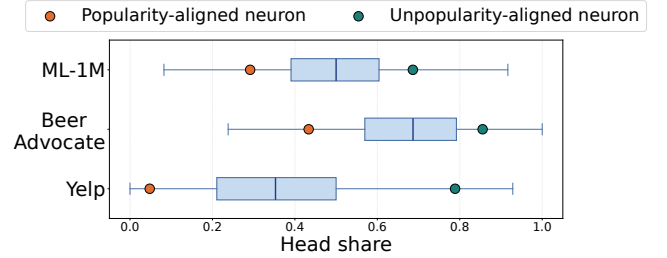 Popularity-aligned neuron Unpopularity-aligned neuron
ML-1M
Beer
Advocate
Yelp
0.0 0.2 0.4 0.6 0.8 1.0
Head share